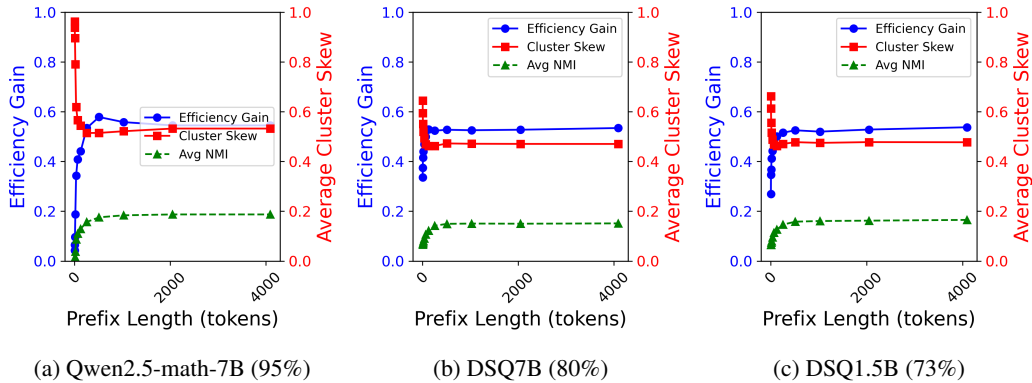 1.0
0.8
0.6
0.4
0.2
0.0
Efficiency Gain
Efficiency Gain
Cluster Skew
Avg NMI
1.0
0.8
0.6
0.4
0.2
0.0
Average Cluster Skew
0
2000
4000
Prefix Length (tokens)
(a) Qwen2.5-math-7B (95%)
1.0
0.8
0.6
0.4
0.2
0.0
Efficiency Gain
Efficiency Gain
Cluster Skew
Avg NMI
1.0
0.8
0.6
0.4
0.2
0.0
Average Cluster Skew
0
2000
4000
Prefix Length (tokens)
(b) DSQ7B (80%)
1.0
0.8
0.6
0.4
0.2
0.0
Efficiency Gain
Efficiency Gain
Cluster Skew
Avg NMI
1.0
0.8
0.6
0.4
0.2
0.0
Average Cluster Skew
0
2000
4000
Prefix Length (tokens)
(c) DSQ1.5B (73%)